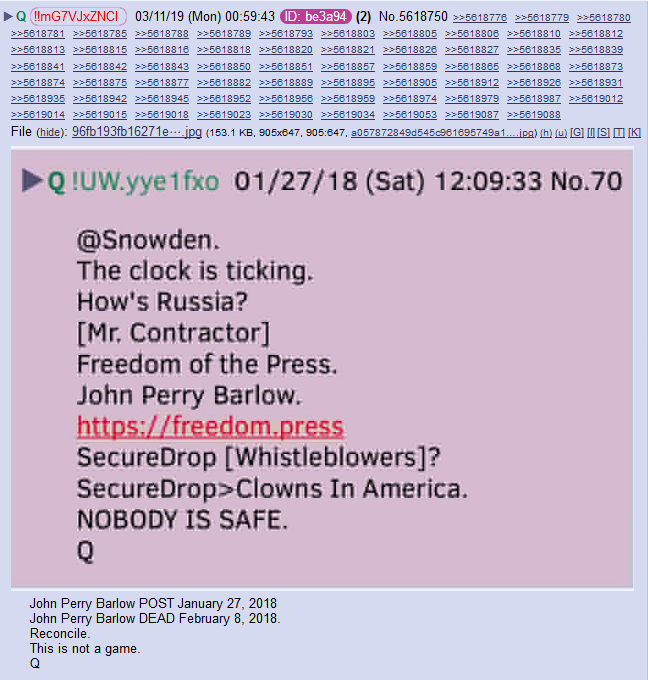 ▶ Q !!mG7VJxZNCI 03/11/19 (Mon) 00:59:43 ID: be3a94 (2) No.5618750 >>5618776 >>5618779 >>5618780
>>5618781 >>5618785 >>5618788 >>5618789 >>5618793 >>5618803 >>5618805 >>5618806 >>5618810 >>5618812
>>5618813 >>5618815 >>5618816 >>5618818 >>5618820 >>5618821 >>5618826 >>5618827 >>5618835 >>5618839
>>5618841 >>5618842 >>5618843 >>5618850 >>5618851 >>5618857 >>5618859 >>5618865 >>5618868 >>5618873
>>5618874 >>5618875 >>5618877 >>5618882 >>5618889 >>5618895 >>5618905 >>5618912 >>5618926 >>5618931
>>5618935 >>5618942 >>5618945 >>5618952 >>5618956 >>5618959 >>5618974 >>5618979 >>5618987 >>5619012
>>5619014 >>5619015 >>5619018 >>5619023 >>5619030 >>5619034 >>5619053 >>5619087 >>5619088
File (hide): 96fb193fb16271e⋯.jpg (153.1 KB, 905x647, 905:647, a057872849d545c961695749a1....jpg) (h) (u) [G] [I] [S] [T] [K]
▶ Q !UW.yye1fxo 01/27/18 (Sat) 12:09:33 No.70
@Snowden.
The clock is ticking.
How's Russia?
[Mr. Contractor]
Freedom of the Press.
John Perry Barlow.
https://freedom.press
SecureDrop [Whistleblowers]?
SecureDrop>Clowns In America.
NOBODY IS SAFE.
Q
John Perry Barlow POST January 27, 2018
John Perry Barlow DEAD February 8, 2018.
Reconcile.
This is not a game.
Q